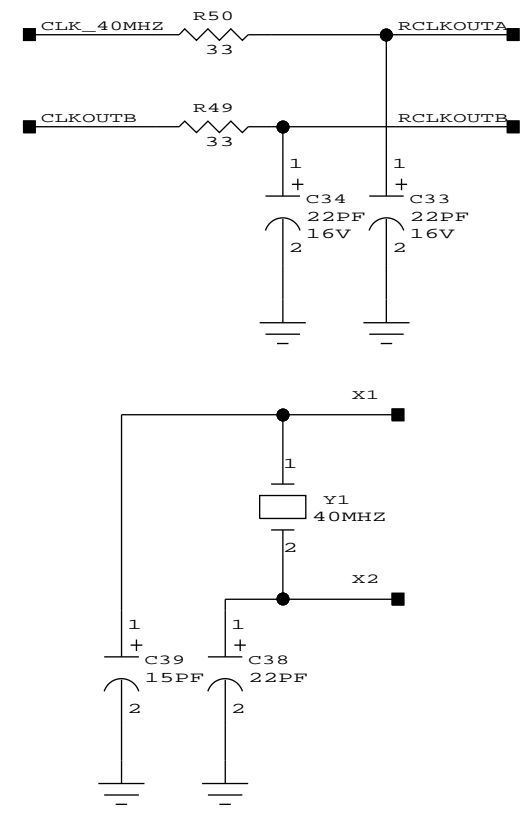 R50
CLK_40MHZ
RCLKOUTA
33
R49
CLKOUTB
RCLKOUTB
33
1
1
+
+
C34
C33
22PF
22PF
16V
16V
2
2
X1
1
Y1
40MHZ
2
X2
1
1
+
+
C39
C38
15PF
22PF
2
2